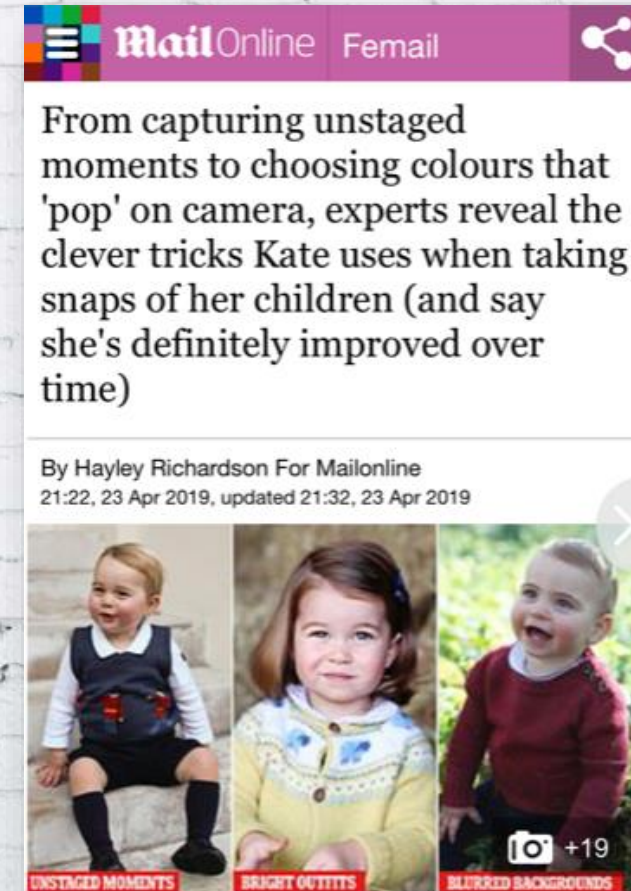 MailOnline Femail
From capturing unstaged
moments to choosing colours that
'pop' on camera, experts reveal the
clever tricks Kate uses when taking
snaps of her children (and say
she's definitely improved over
time)
By Hayley Richardson For Mailonline
21:22, 23 Apr 2019, updated 21:32, 23 Apr 2019
+19
UNSTAGED MOMENTS BRIGHT OUTFITS BLURRED BACKGROUNDS